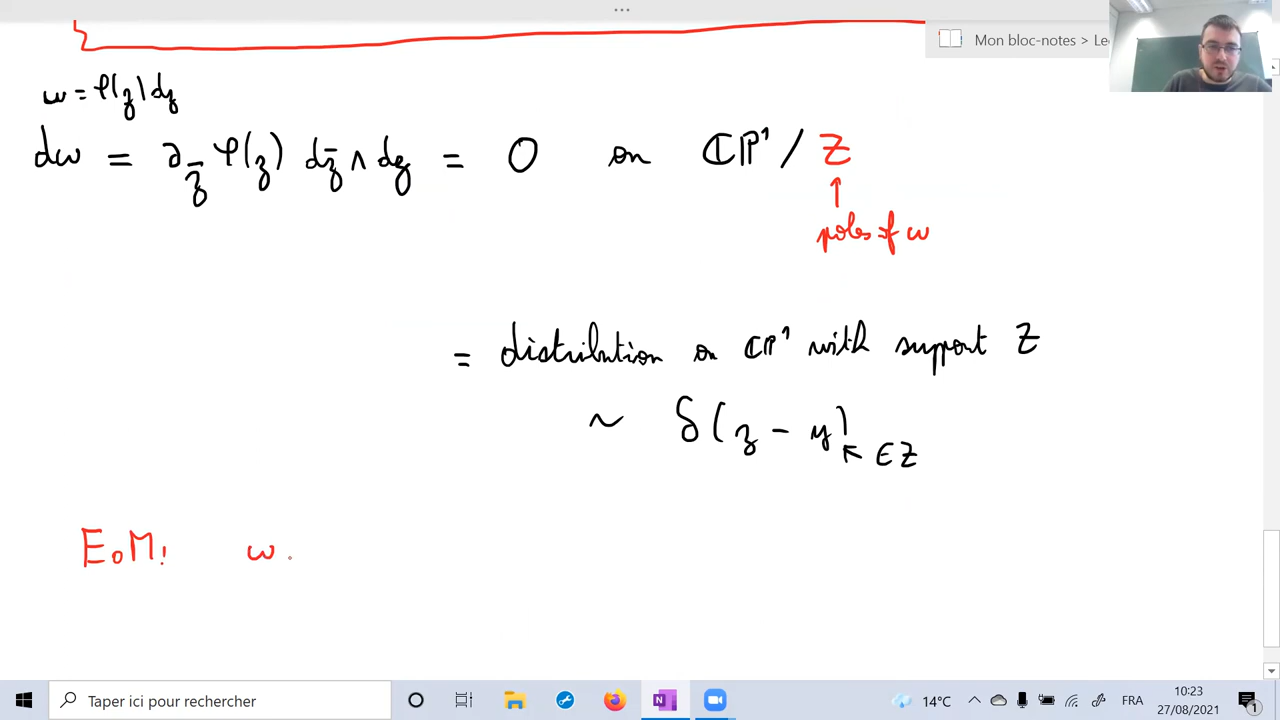 Mon bloc-notes > Le
ω = φ(z) dz
dω = ∂_z̄ φ(z) dz̄ ∧ dz = 0 on ℂℙ¹ / Z
↑
poles of ω
= distribution on ℂℙ¹ with support Z
~ δ(z - y) ↖ ∈ Z
EoM: ω .
Taper ici pour rechercher
14°C
FRA
10:23
27/08/2021
1